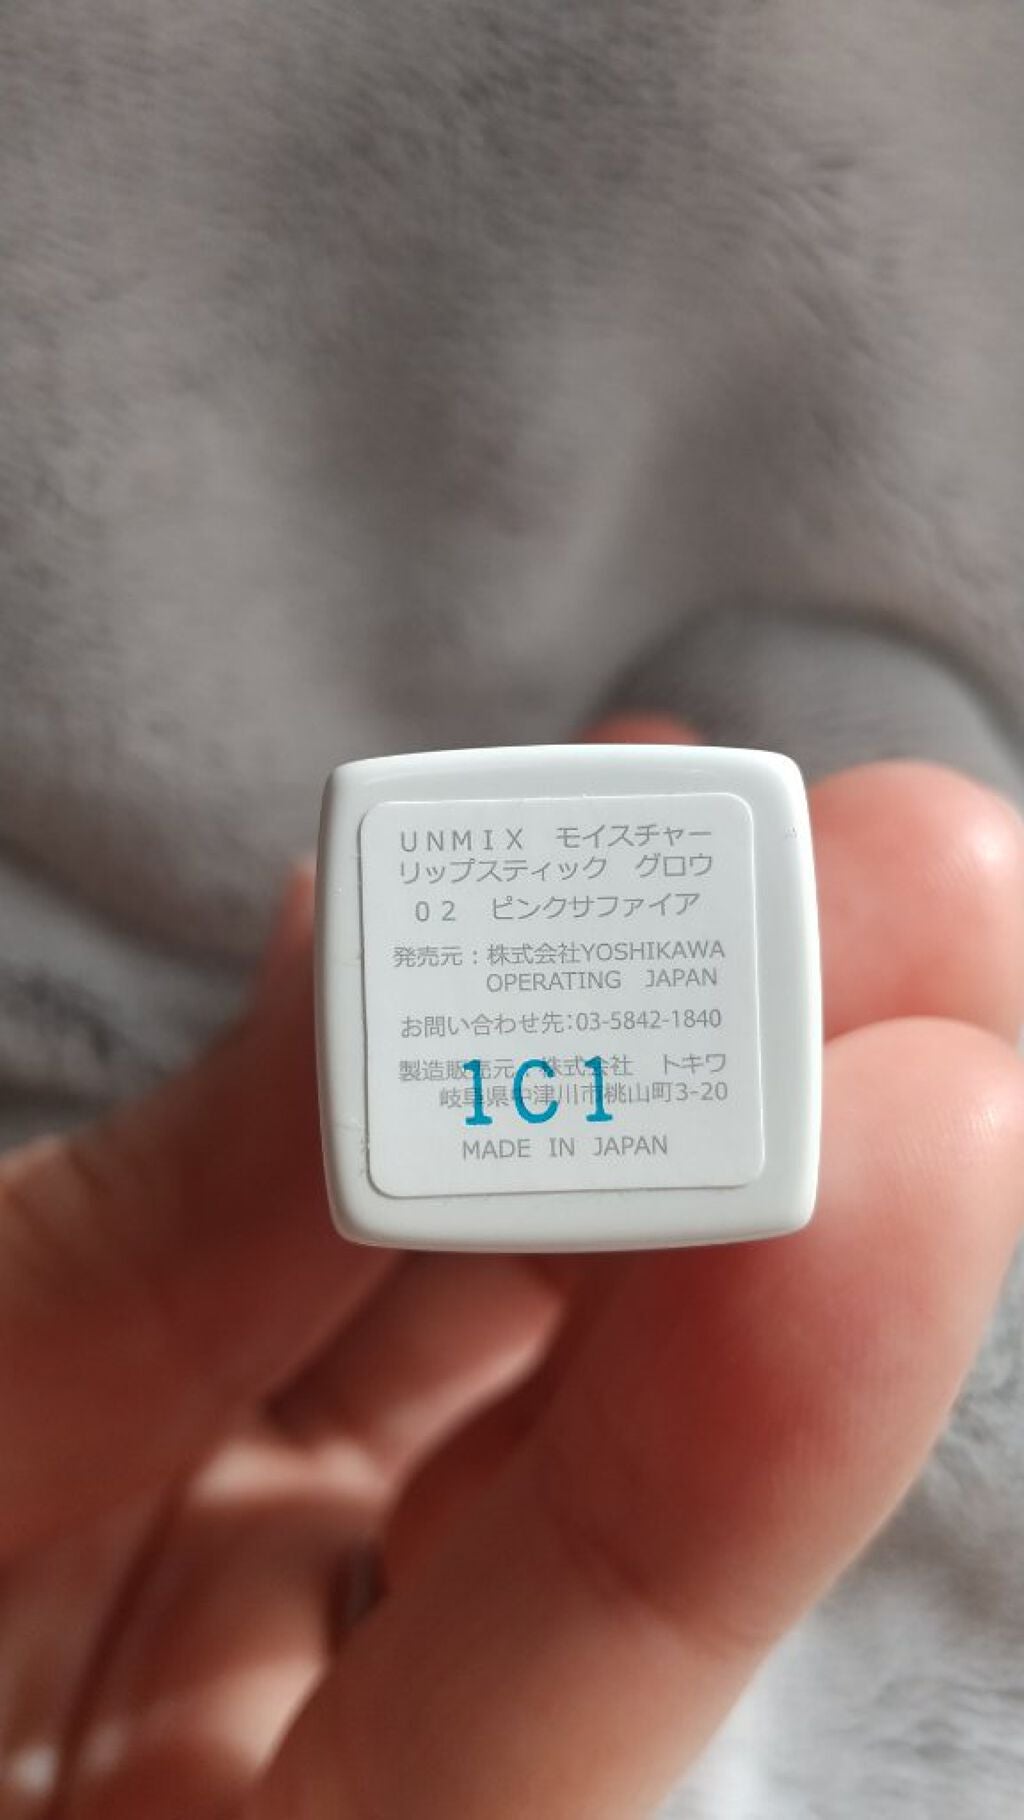 UNMIX モイスチャー
リップスティック グロウ
02 ピンクサファイア
発売元：株式会社YOSHIKAWA
OPERATING JAPAN
お問い合わせ先：03-5842-1840
製造販売元：株式会社 トキワ
岐阜県中津川市桃山町3-20
1C1
MADE IN JAPAN